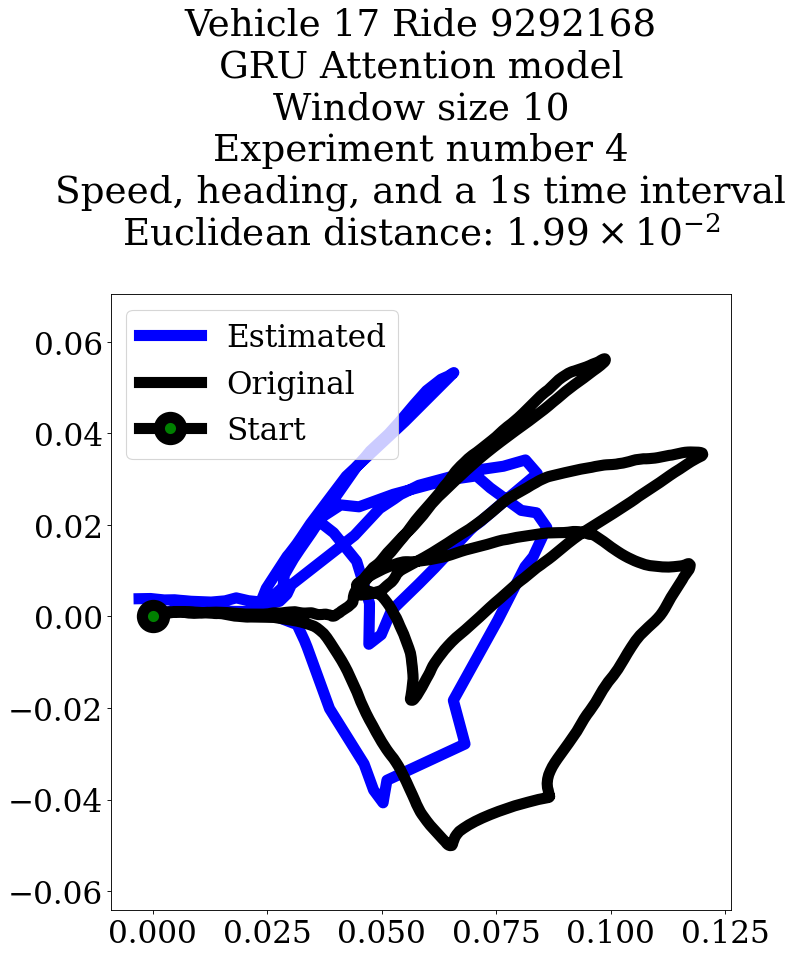 Vehicle 17 Ride 9292168
GRU Attention model
Window size 10
Experiment number 4
Speed, heading, and a 1s time interval
Euclidean distance: 1.99 × 10⁻²
Estimated
Original
Start
0.06
0.04
0.02
0.00
−0.02
−0.04
−0.06
0.000 0.025 0.050 0.075 0.100 0.125